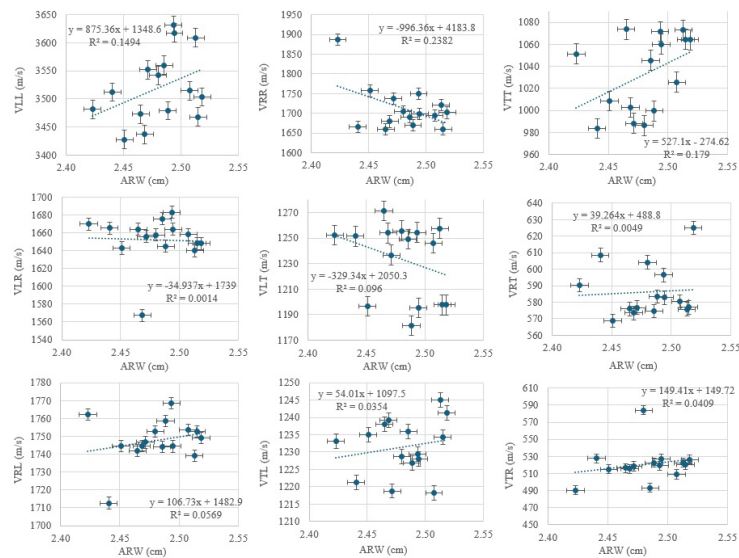 y = 875.36x + 1348.6
R² = 0.1494
VLL (m/s)
3650
3600
3550
3500
3450
3400
2.40
2.45
2.50
2.55
ARW (cm)
y = -996.36x + 4183.8
R² = 0.2382
VRR (m/s)
1950
1900
1850
1800
1750
1700
1650
1600
2.40
2.45
2.50
2.55
ARW (cm)
y = 527.1x - 274.62
R² = 0.179
VTT (m/s)
1080
1060
1040
1020
1000
980
960
2.40
2.45
2.50
2.55
ARW (cm)
y = -34.937x + 1739
R² = 0.0014
VLR (m/s)
1700
1680
1660
1640
1620
1600
1580
1560
1540
2.40
2.45
2.50
2.55
ARW (cm)
y = -329.34x + 2050.3
R² = 0.096
VLT (m/s)
1270
1250
1230
1210
1190
1170
2.40
2.45
2.50
2.55
ARW (cm)
y = 39.264x + 488.8
R² = 0.0049
VRT (m/s)
640
620
600
580
560
2.40
2.45
2.50
2.55
ARW (cm)
y = 106.73x + 1482.9
R² = 0.0569
VRL (m/s)
1780
1770
1760
1750
1740
1730
1720
1710
1700
2.40
2.45
2.50
2.55
ARW (cm)
y = 54.01x + 1097.5
R² = 0.0354
VTL (m/s)
1250
1240
1230
1220
1210
2.40
2.45
2.50
2.55
ARW (cm)
y = 149.41x + 149.72
R² = 0.0409
VTR (m/s)
610
590
570
550
530
510
490
470
450
2.40
2.45
2.50
2.55
ARW (cm)